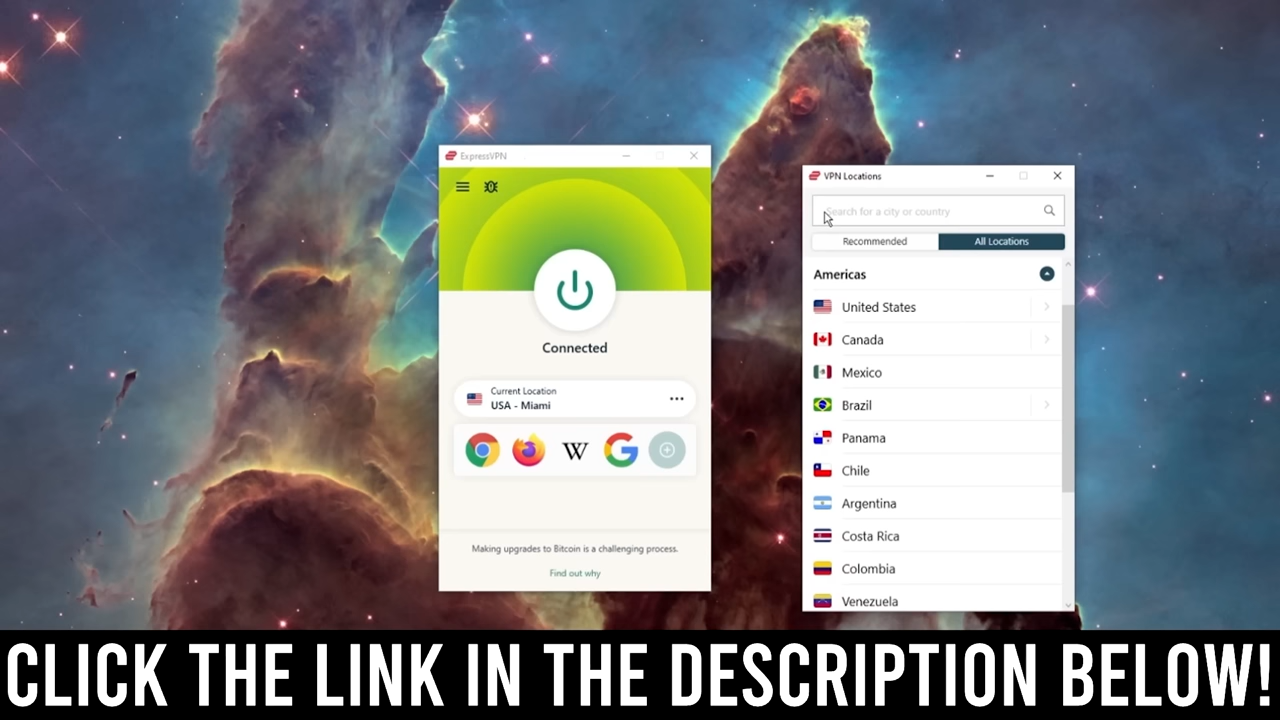 ExpressVPN
Connected
Current Location
USA - Miami
W
Making upgrades to Bitcoin is a challenging process.
Find out why
VPN Locations
Search for a city or country
Recommended
All Locations
Americas
United States
Canada
Mexico
Brazil
Panama
Chile
Argentina
Costa Rica
Colombia
Venezuela
CLICK THE LINK IN THE DESCRIPTION BELOW!